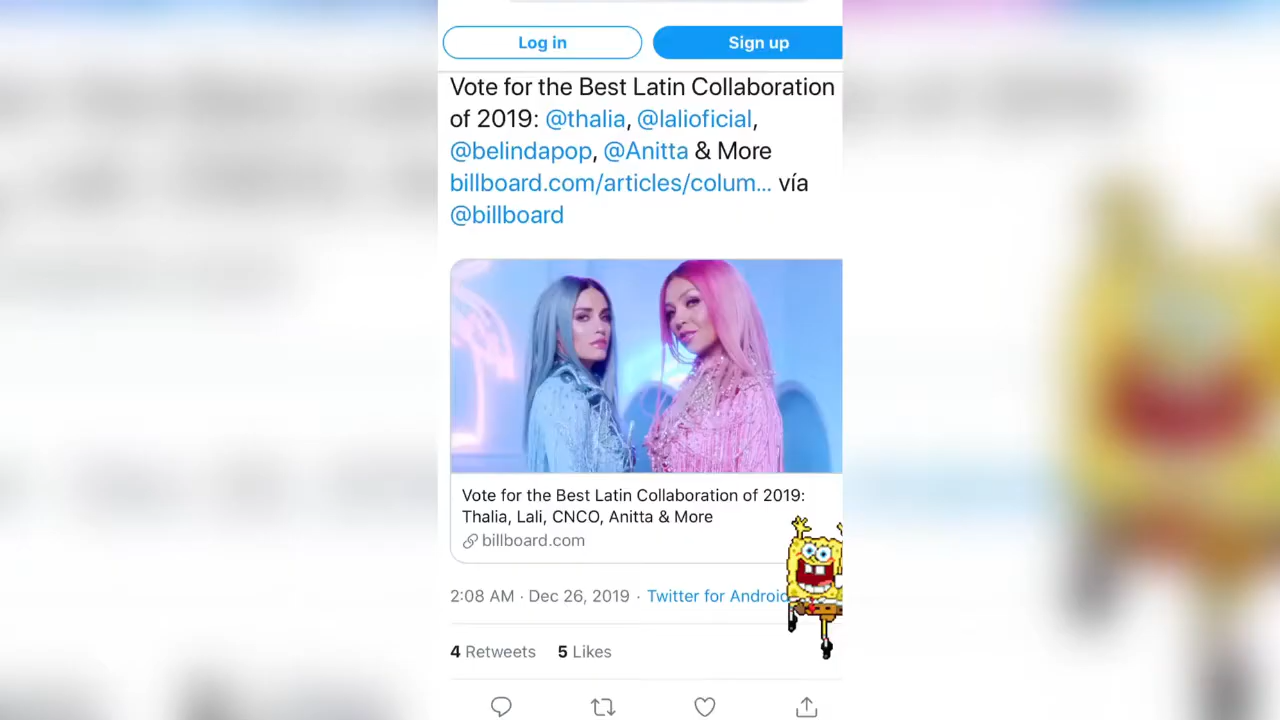 Log in
Sign up
Vote for the Best Latin Collaboration
of 2019: @thalia, @lalioficial,
@belindapop, @Anitta & More
billboard.com/articles/colum... vía
@billboard
Vote for the Best Latin Collaboration of 2019:
Thalia, Lali, CNCO, Anitta & More
billboard.com
2:08 AM · Dec 26, 2019 · Twitter for Android
4 Retweets 5 Likes